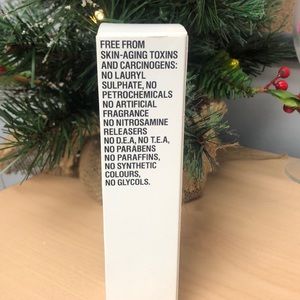 FREE FROM
SKIN-AGING TOXINS
AND CARCINOGENS:
NO LAURYL
SULPHATE, NO
PETROCHEMICALS
NO ARTIFICIAL
FRAGRANCE
NO NITROSAMINE
RELEASERS
NO D.E.A, NO T.E.A,
NO PARABENS
NO PARAFFINS,
NO SYNTHETIC
COLOURS,
NO GLYCOLS.